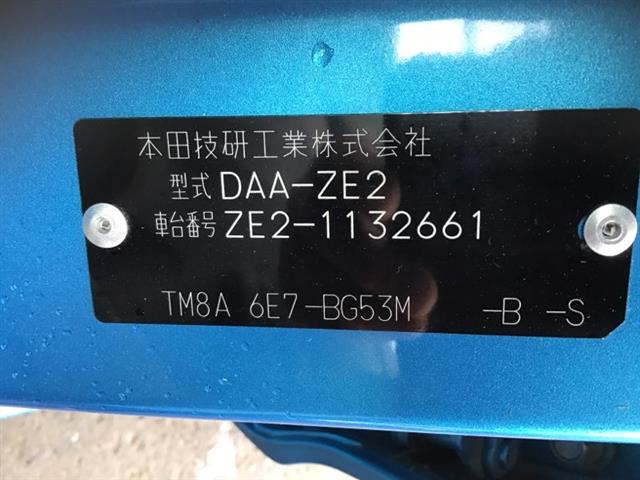 本田技研工業株式会社
型式 DAA-ZE2
車台番号 ZE2-1132661
TM8A 6E7-BG53M -B -S